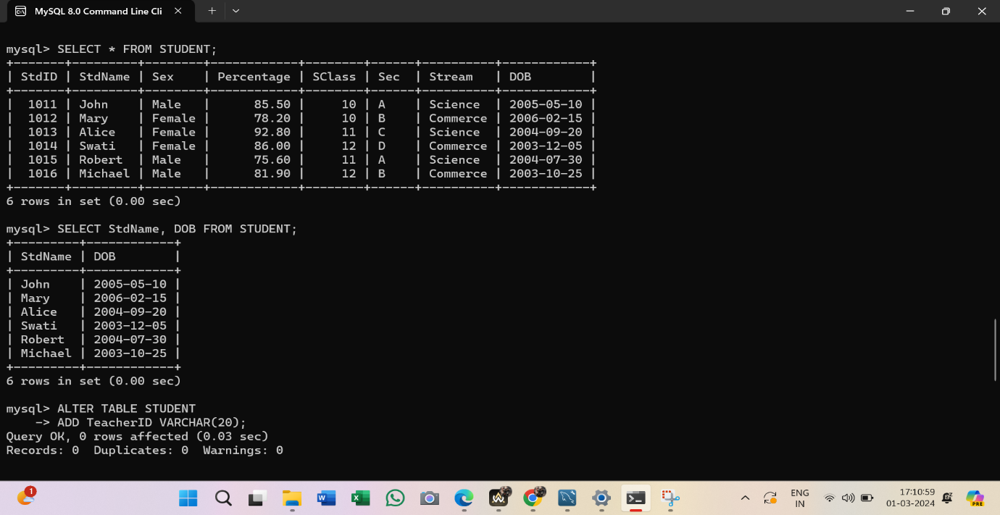 MySQL 8.0 Command Line Cli
mysql> SELECT * FROM STUDENT;
+-------+---------+--------+------------+--------+------+----------+------------+
| StdID | StdName | Sex    | Percentage | SClass | Sec  | Stream   | DOB        |
+-------+---------+--------+------------+--------+------+----------+------------+
|  1011 | John    | Male   |      85.50 |     10 | A    | Science  | 2005-05-10 |
|  1012 | Mary    | Female |      78.20 |     10 | B    | Commerce | 2006-02-15 |
|  1013 | Alice   | Female |      92.80 |     11 | C    | Science  | 2004-09-20 |
|  1014 | Swati   | Female |      86.00 |     12 | D    | Commerce | 2003-12-05 |
|  1015 | Robert  | Male   |      75.60 |     11 | A    | Science  | 2004-07-30 |
|  1016 | Michael | Male   |      81.90 |     12 | B    | Commerce | 2003-10-25 |
+-------+---------+--------+------------+--------+------+----------+------------+
6 rows in set (0.00 sec)
mysql> SELECT StdName, DOB FROM STUDENT;
+---------+------------+
| StdName | DOB        |
+---------+------------+
| John    | 2005-05-10 |
| Mary    | 2006-02-15 |
| Alice   | 2004-09-20 |
| Swati   | 2003-12-05 |
| Robert  | 2004-07-30 |
| Michael | 2003-10-25 |
+---------+------------+
6 rows in set (0.00 sec)
mysql> ALTER TABLE STUDENT
    -> ADD TeacherID VARCHAR(20);
Query OK, 0 rows affected (0.03 sec)
Records: 0  Duplicates: 0  Warnings: 0
1
ENG
IN
17:10:59
01-03-2024
PRE